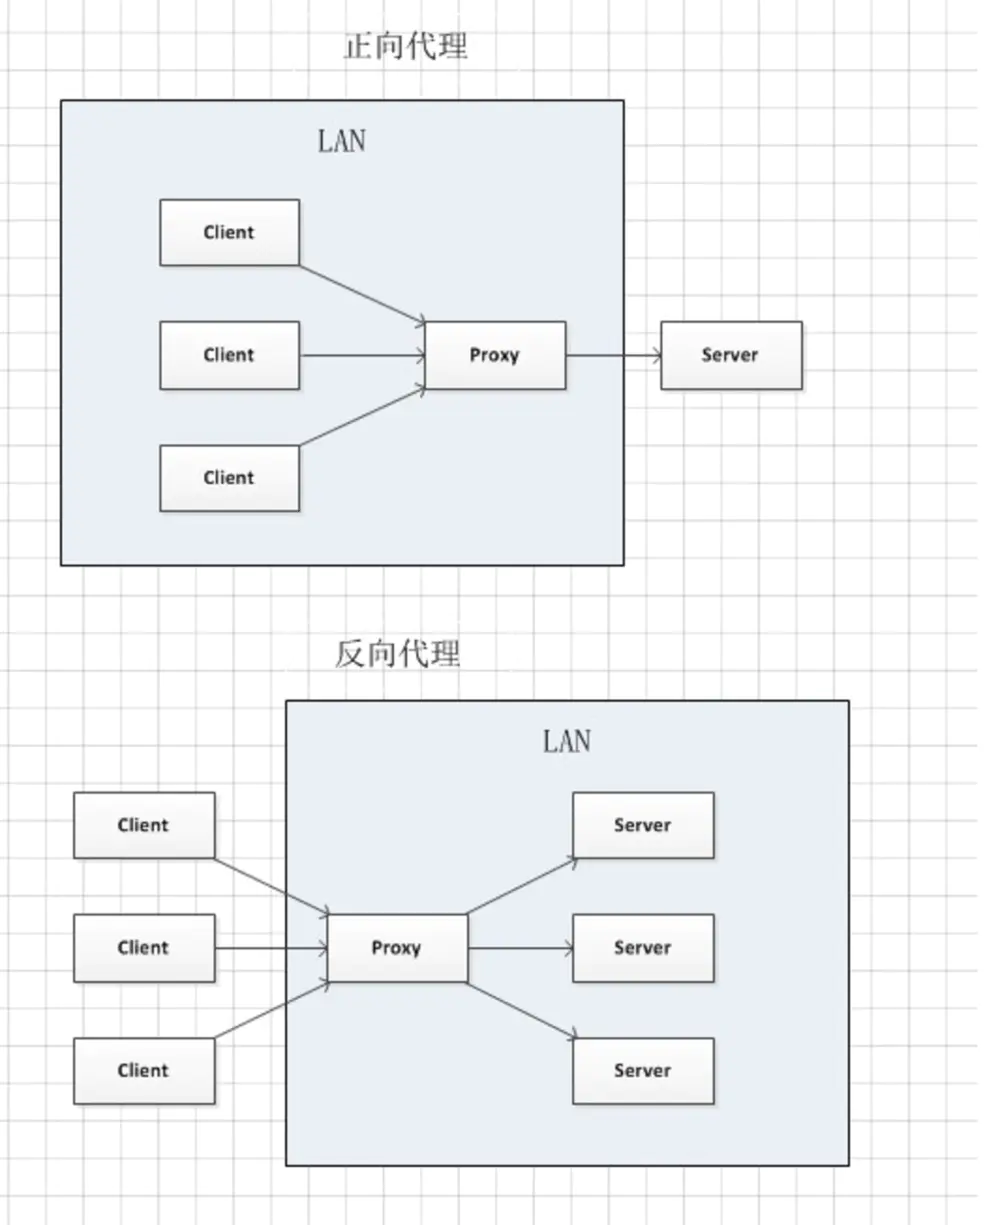 正向代理
LAN
Client
Client
Proxy
Server
Client
反向代理
LAN
Client
Server
Client
Proxy
Server
Client
Server